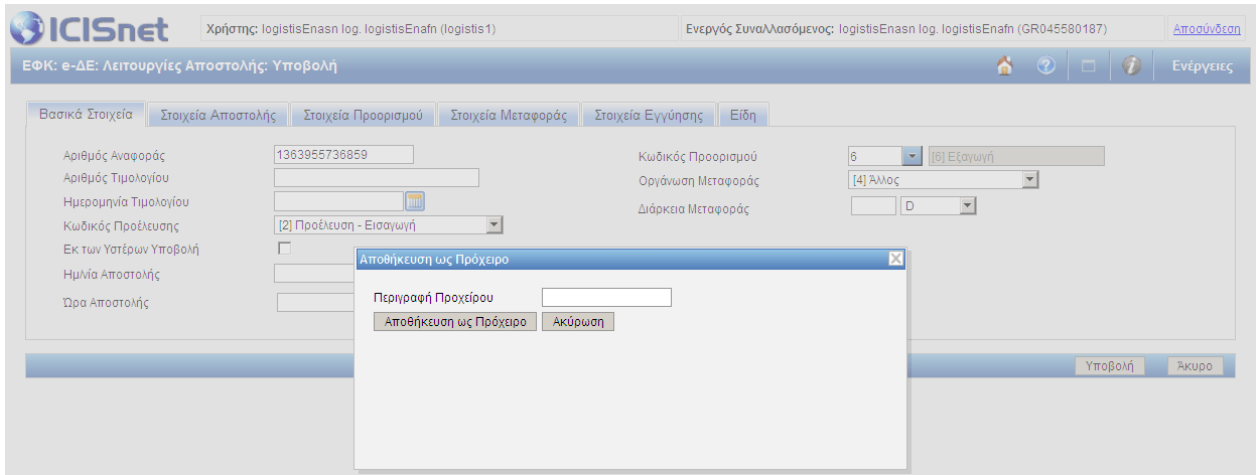 ICISnet
Χρήστης: logistisEnasn log. logistisEnafn (logistis1)
Ενεργός Συναλλασόμενος: logistisEnasn log. logistisEnafn (GR045580187)
Αποσύνδεση
ΕΦΚ: e-ΔΕ: Λειτουργίες Αποστολής: Υποβολή
Ενέργειες
Βασικά Στοιχεία Στοιχεία Αποστολής Στοιχεία Προορισμού Στοιχεία Μεταφοράς Στοιχεία Εγγύησης Είδη
Αριθμός Αναφοράς 1363955736859
Κωδικός Προορισμού 6 [6] Εξαγωγή
Αριθμός Τιμολογίου
Οργάνωση Μεταφοράς [4] Άλλος
Ημερομηνία Τιμολογίου
Διάρκεια Μεταφοράς D
Κωδικός Προέλευσης [2] Προέλευση - Εισαγωγή
Εκ των Υστέρων Υποβολή
Ημ/νία Αποστολής
Ώρα Αποστολής
Αποθήκευση ως Πρόχειρο
Περιγραφή Προχείρου
Αποθήκευση ως Πρόχειρο Ακύρωση
Υποβολή Άκυρο